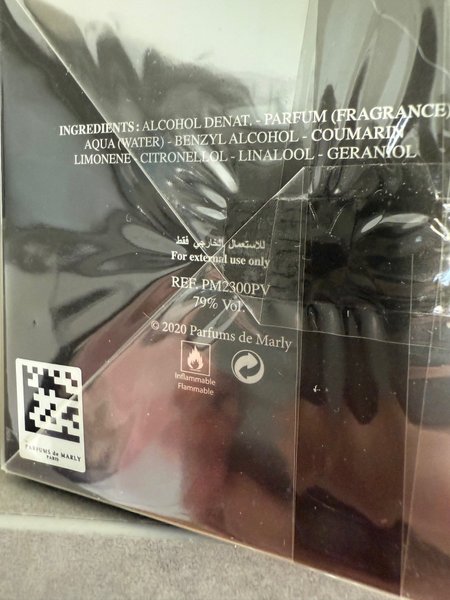 INGREDIENTS : ALCOHOL DENAT. - PARFUM (FRAGRANCE)
AQUA (WATER) - BENZYL ALCOHOL - COUMARIN
LIMONENE - CITRONELLOL - LINALOOL - GERANIOL
للاستعمال الخارجي فقط
For external use only
REF. PM2300PV
79% Vol.
© 2020 Parfums de Marly
Inflammable
Flammable
PARFUMS de MARLY
PARIS